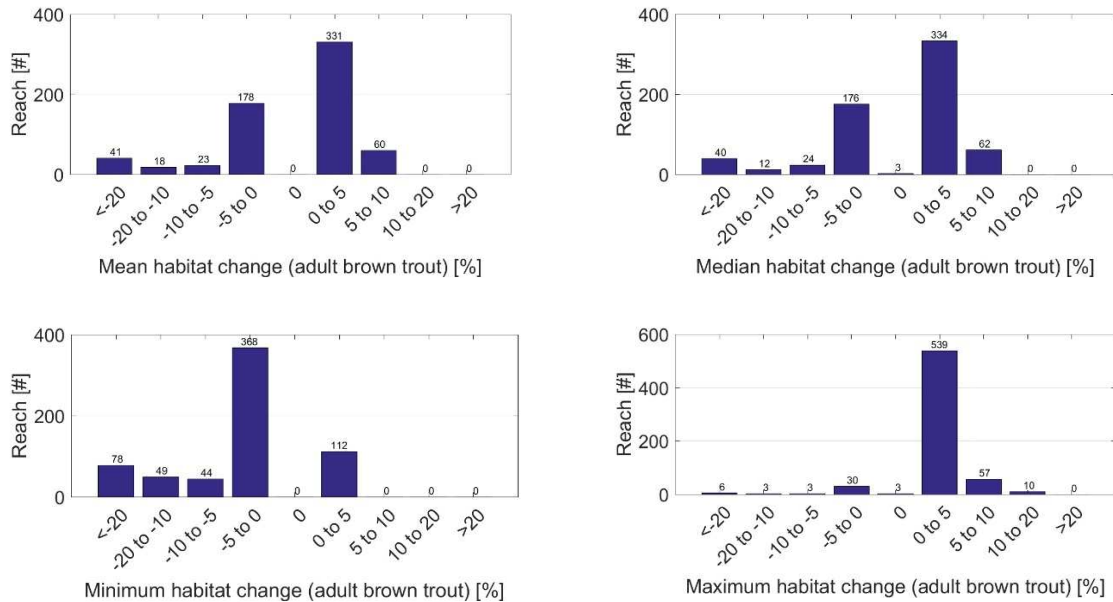 400
200
0
Reach [#]
41
18
23
178
0
331
60
0
0
<-20
-20 to -10
-10 to -5
-5 to 0
0
0 to 5
5 to 10
10 to 20
>20
Mean habitat change (adult brown trout) [%]
400
200
0
Reach [#]
40
12
24
176
3
334
62
0
0
<-20
-20 to -10
-10 to -5
-5 to 0
0
0 to 5
5 to 10
10 to 20
>20
Median habitat change (adult brown trout) [%]
400
200
0
Reach [#]
78
49
44
368
0
112
0
0
0
<-20
-20 to -10
-10 to -5
-5 to 0
0
0 to 5
5 to 10
10 to 20
>20
Minimum habitat change (adult brown trout) [%]
600
400
200
0
Reach [#]
6
3
3
30
3
539
57
10
0
<-20
-20 to -10
-10 to -5
-5 to 0
0
0 to 5
5 to 10
10 to 20
>20
Maximum habitat change (adult brown trout) [%]